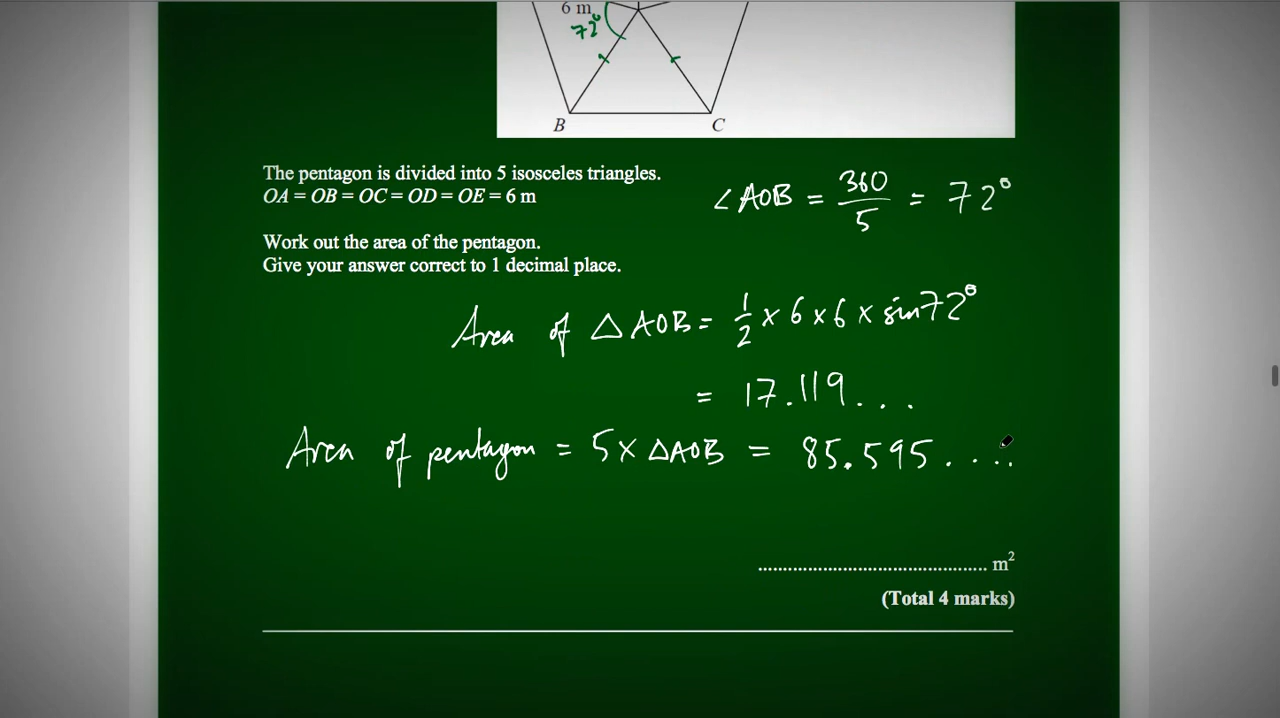 6 m
72°
B
C
The pentagon is divided into 5 isosceles triangles.
OA = OB = OC = OD = OE = 6 m
∠AOB = 360/5 = 72°
Work out the area of the pentagon.
Give your answer correct to 1 decimal place.
Area of △AOB = 1/2 × 6 × 6 × sin72°
= 17.119...
Area of pentagon = 5 × △AOB = 85.595....
.............................................. m²
(Total 4 marks)